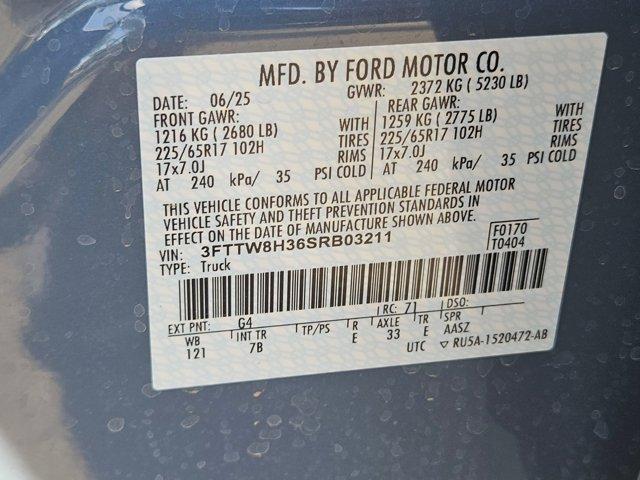 MFD. BY FORD MOTOR CO.
DATE: 06/25 GVWR: 2372 KG ( 5230 LB)
FRONT GAWR: REAR GAWR:
1216 KG ( 2680 LB) WITH 1259 KG ( 2775 LB) WITH
225/65R17 102H TIRES 225/65R17 102H TIRES
17x7.0J RIMS 17x7.0J RIMS
AT 240 kPa/ 35 PSI COLD AT 240 kPa/ 35 PSI COLD
THIS VEHICLE CONFORMS TO ALL APPLICABLE FEDERAL MOTOR
VEHICLE SAFETY AND THEFT PREVENTION STANDARDS IN
EFFECT ON THE DATE OF MANUFACTURE SHOWN ABOVE.
VIN: 3FTTW8H36SRB03211 F0170
TYPE: Truck T0404
EXT PNT: G4 RC: 71 DSO:
WB INT TR TP/PS R AXLE TR SPR
121 7B E 33 E AASZ
UTC ▽ RU5A-1520472-AB